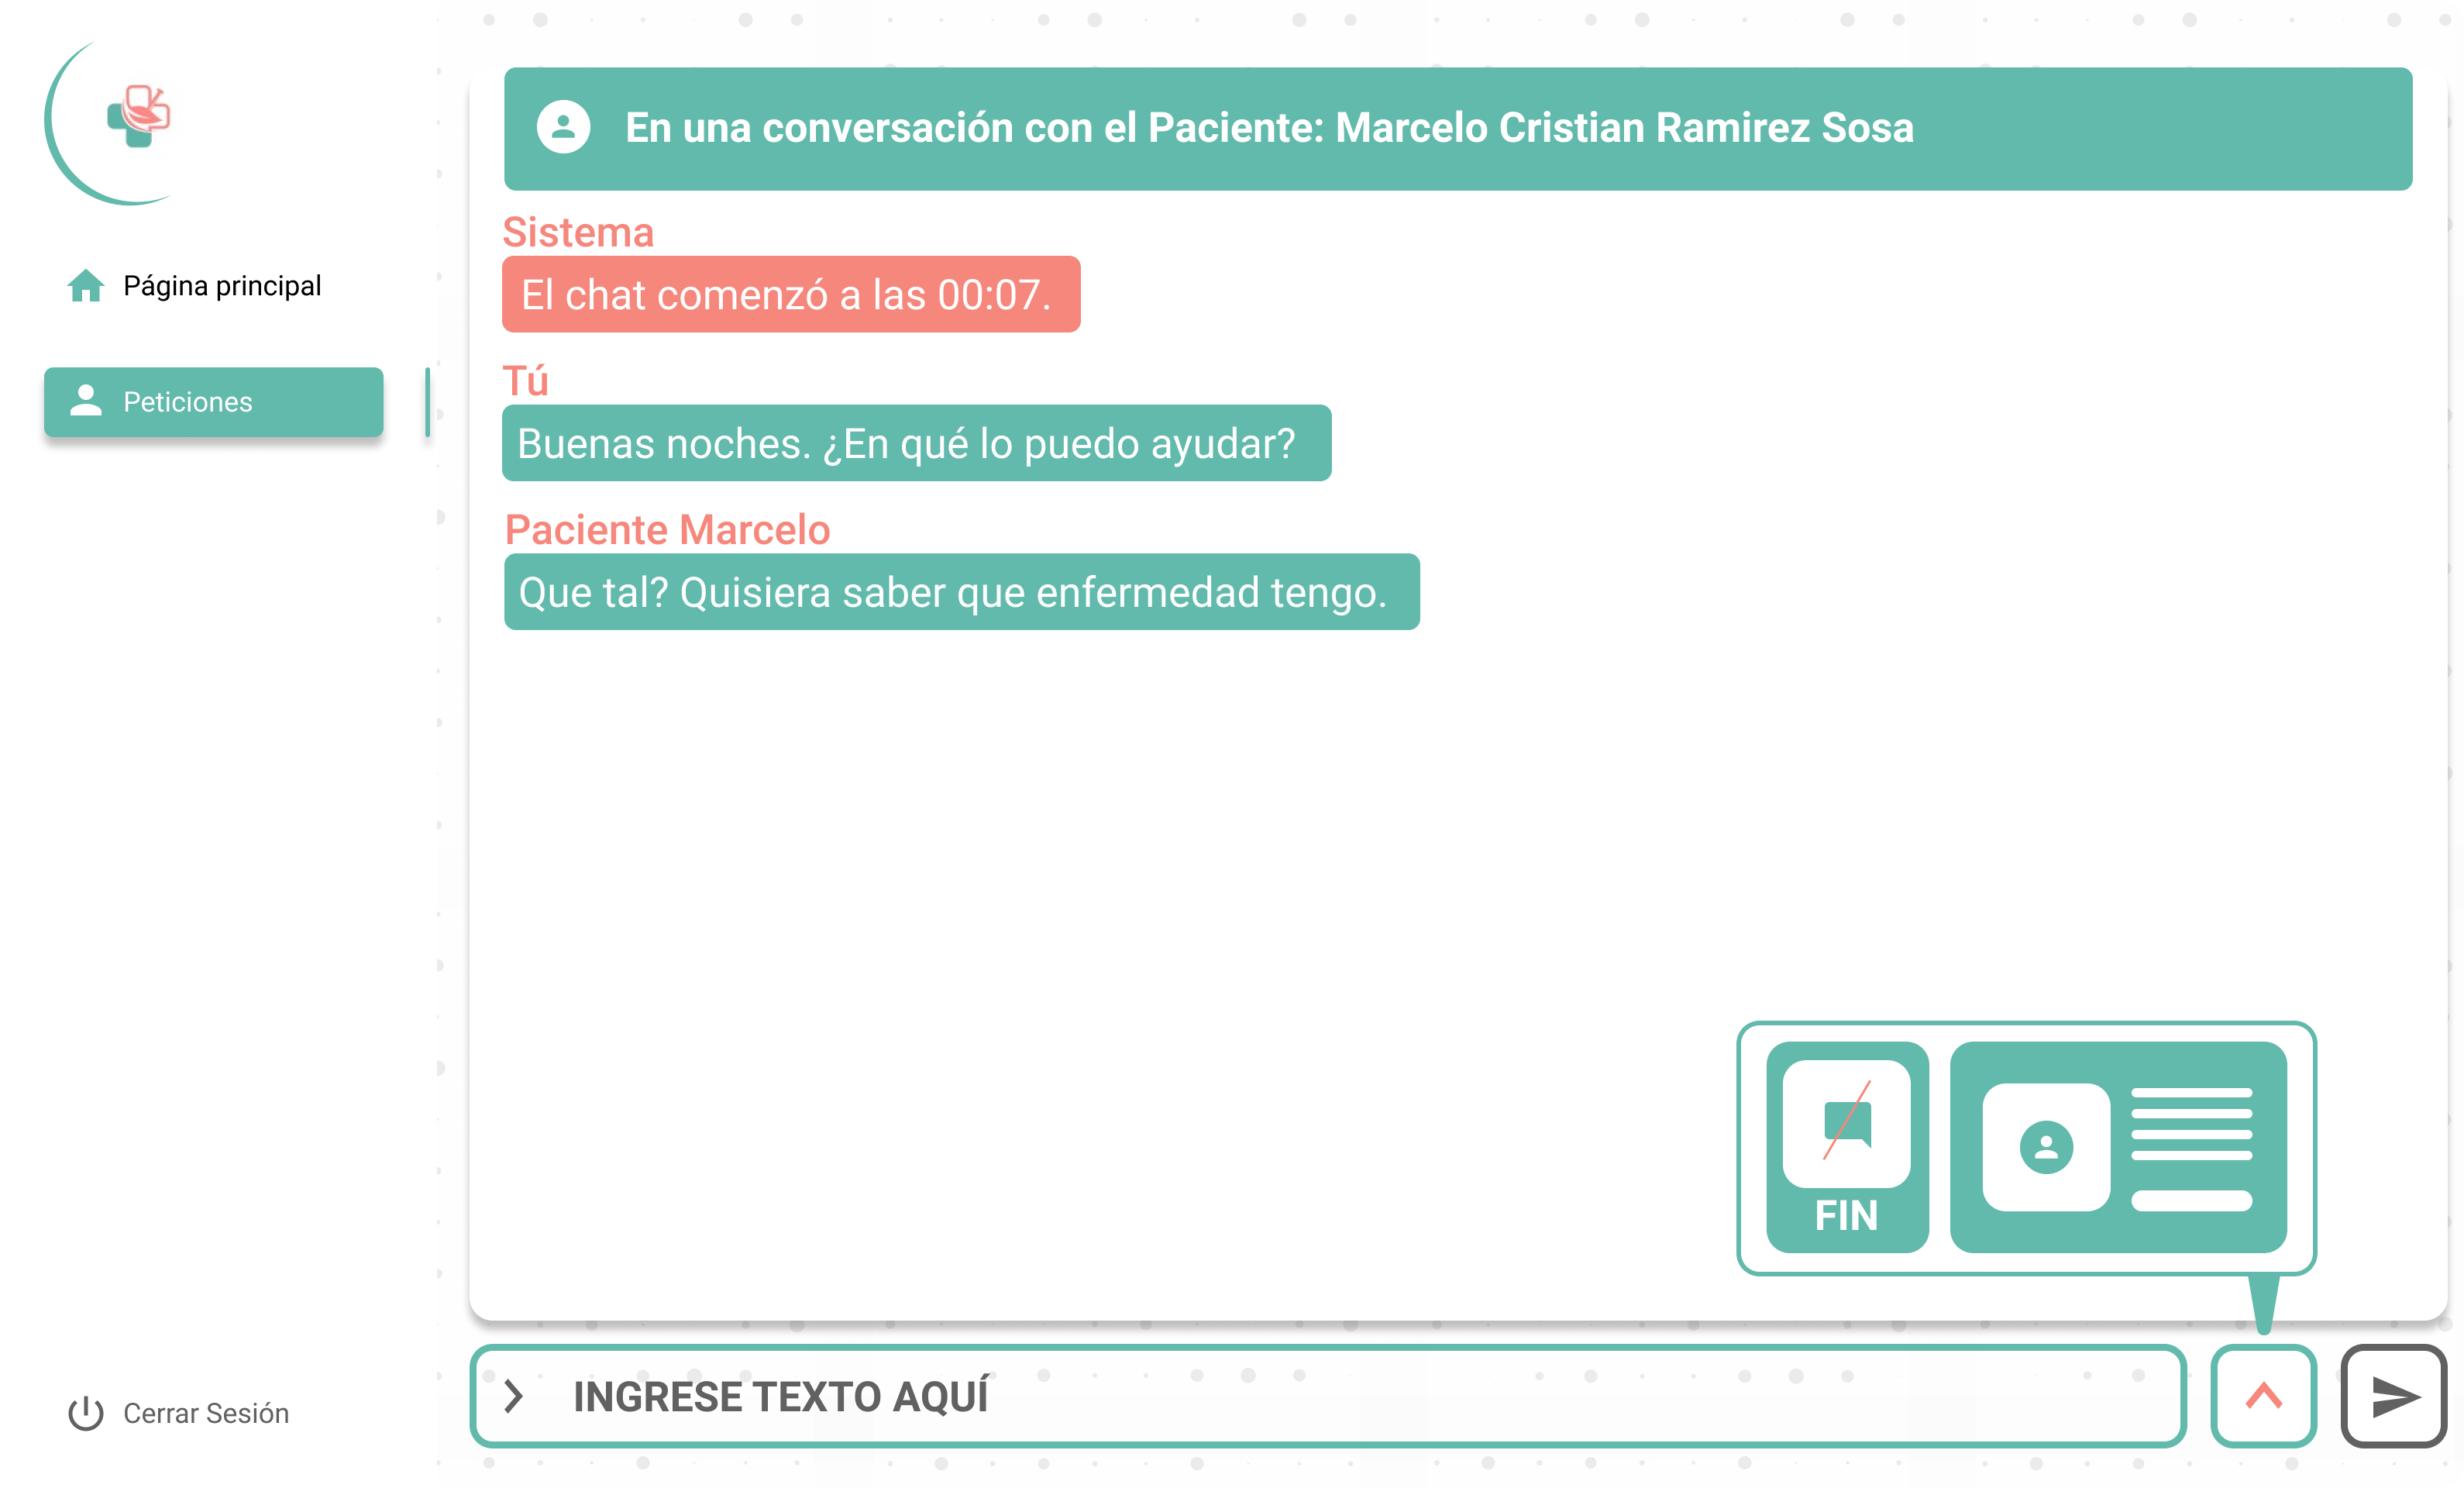 En una conversación con el Paciente: Marcelo Cristian Ramirez Sosa
Página principal
Peticiones
Sistema
El chat comenzó a las 00:07.
Tú
Buenas noches. ¿En qué lo puedo ayudar?
Paciente Marcelo
Que tal? Quisiera saber que enfermedad tengo.
FIN
INGRESE TEXTO AQUÍ
Cerrar Sesión